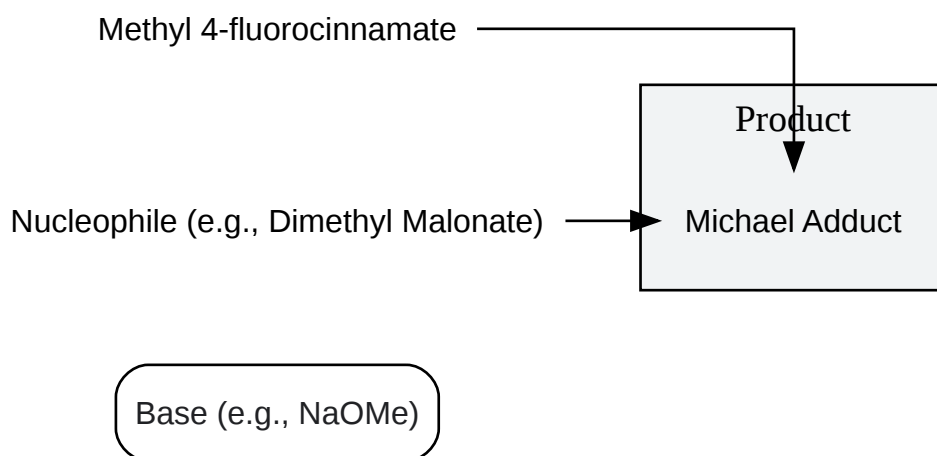 Methyl 4-fluorocinnamate
Product
Nucleophile (e.g., Dimethyl Malonate)
Michael Adduct
Base (e.g., NaOMe)